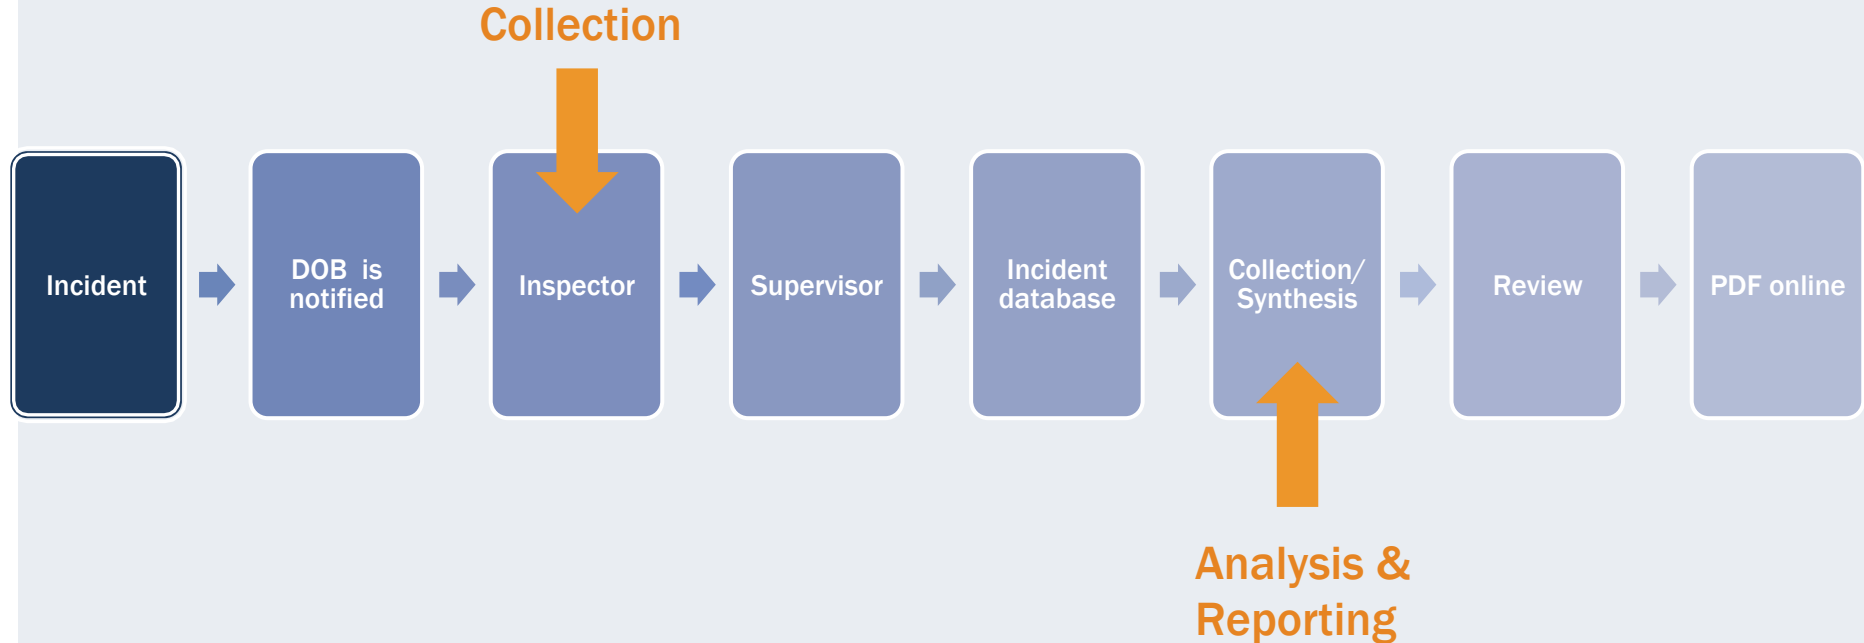 Collection
Incident
DOB is
notified
Inspector
Supervisor
Incident
database
Collection/
Synthesis
Review
PDF online
Analysis &
Reporting